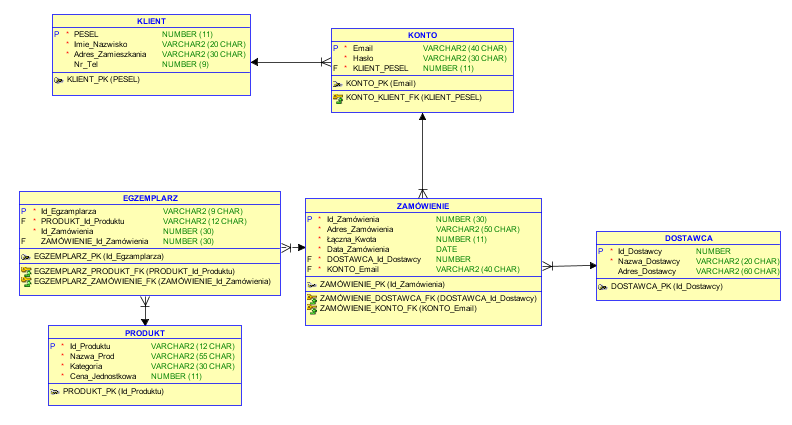 KLIENT
P * PESEL NUMBER (11)
* Imie_Nazwisko VARCHAR2 (20 CHAR)
* Adres_Zamieszkania VARCHAR2 (30 CHAR)
Nr_Tel NUMBER (9)
KLIENT_PK (PESEL)
KONTO
P * Email VARCHAR2 (40 CHAR)
* Hasło VARCHAR2 (30 CHAR)
F * KLIENT_PESEL NUMBER (11)
KONTO_PK (Email)
KONTO_KLIENT_FK (KLIENT_PESEL)
EGZEMPLARZ
P * Id_Egzamplarza VARCHAR2 (9 CHAR)
F * PRODUKT_Id_Produktu VARCHAR2 (12 CHAR)
* Id_Zamówienia NUMBER (30)
F ZAMÓWIENIE_Id_Zamówienia NUMBER (30)
EGZEMPLARZ_PK (Id_Egzamplarza)
EGZEMPLARZ_PRODUKT_FK (PRODUKT_Id_Produktu)
EGZEMPLARZ_ZAMÓWIENIE_FK (ZAMÓWIENIE_Id_Zamówienia)
ZAMÓWIENIE
P * Id_Zamówienia NUMBER (30)
* Adres_Zamówienia VARCHAR2 (50 CHAR)
* Łączna_Kwota NUMBER (11)
* Data_Zamówienia DATE
F * DOSTAWCA_Id_Dostawcy NUMBER
F * KONTO_Email VARCHAR2 (40 CHAR)
ZAMÓWIENIE_PK (Id_Zamówienia)
ZAMÓWIENIE_DOSTAWCA_FK (DOSTAWCA_Id_Dostawcy)
ZAMÓWIENIE_KONTO_FK (KONTO_Email)
DOSTAWCA
P * Id_Dostawcy NUMBER
* Nazwa_Dostawcy VARCHAR2 (20 CHAR)
Adres_Dostawcy VARCHAR2 (60 CHAR)
DOSTAWCA_PK (Id_Dostawcy)
PRODUKT
P * Id_Produktu VARCHAR2 (12 CHAR)
* Nazwa_Prod VARCHAR2 (55 CHAR)
* Kategoria VARCHAR2 (30 CHAR)
* Cena_Jednostkowa NUMBER (11)
PRODUKT_PK (Id_Produktu)